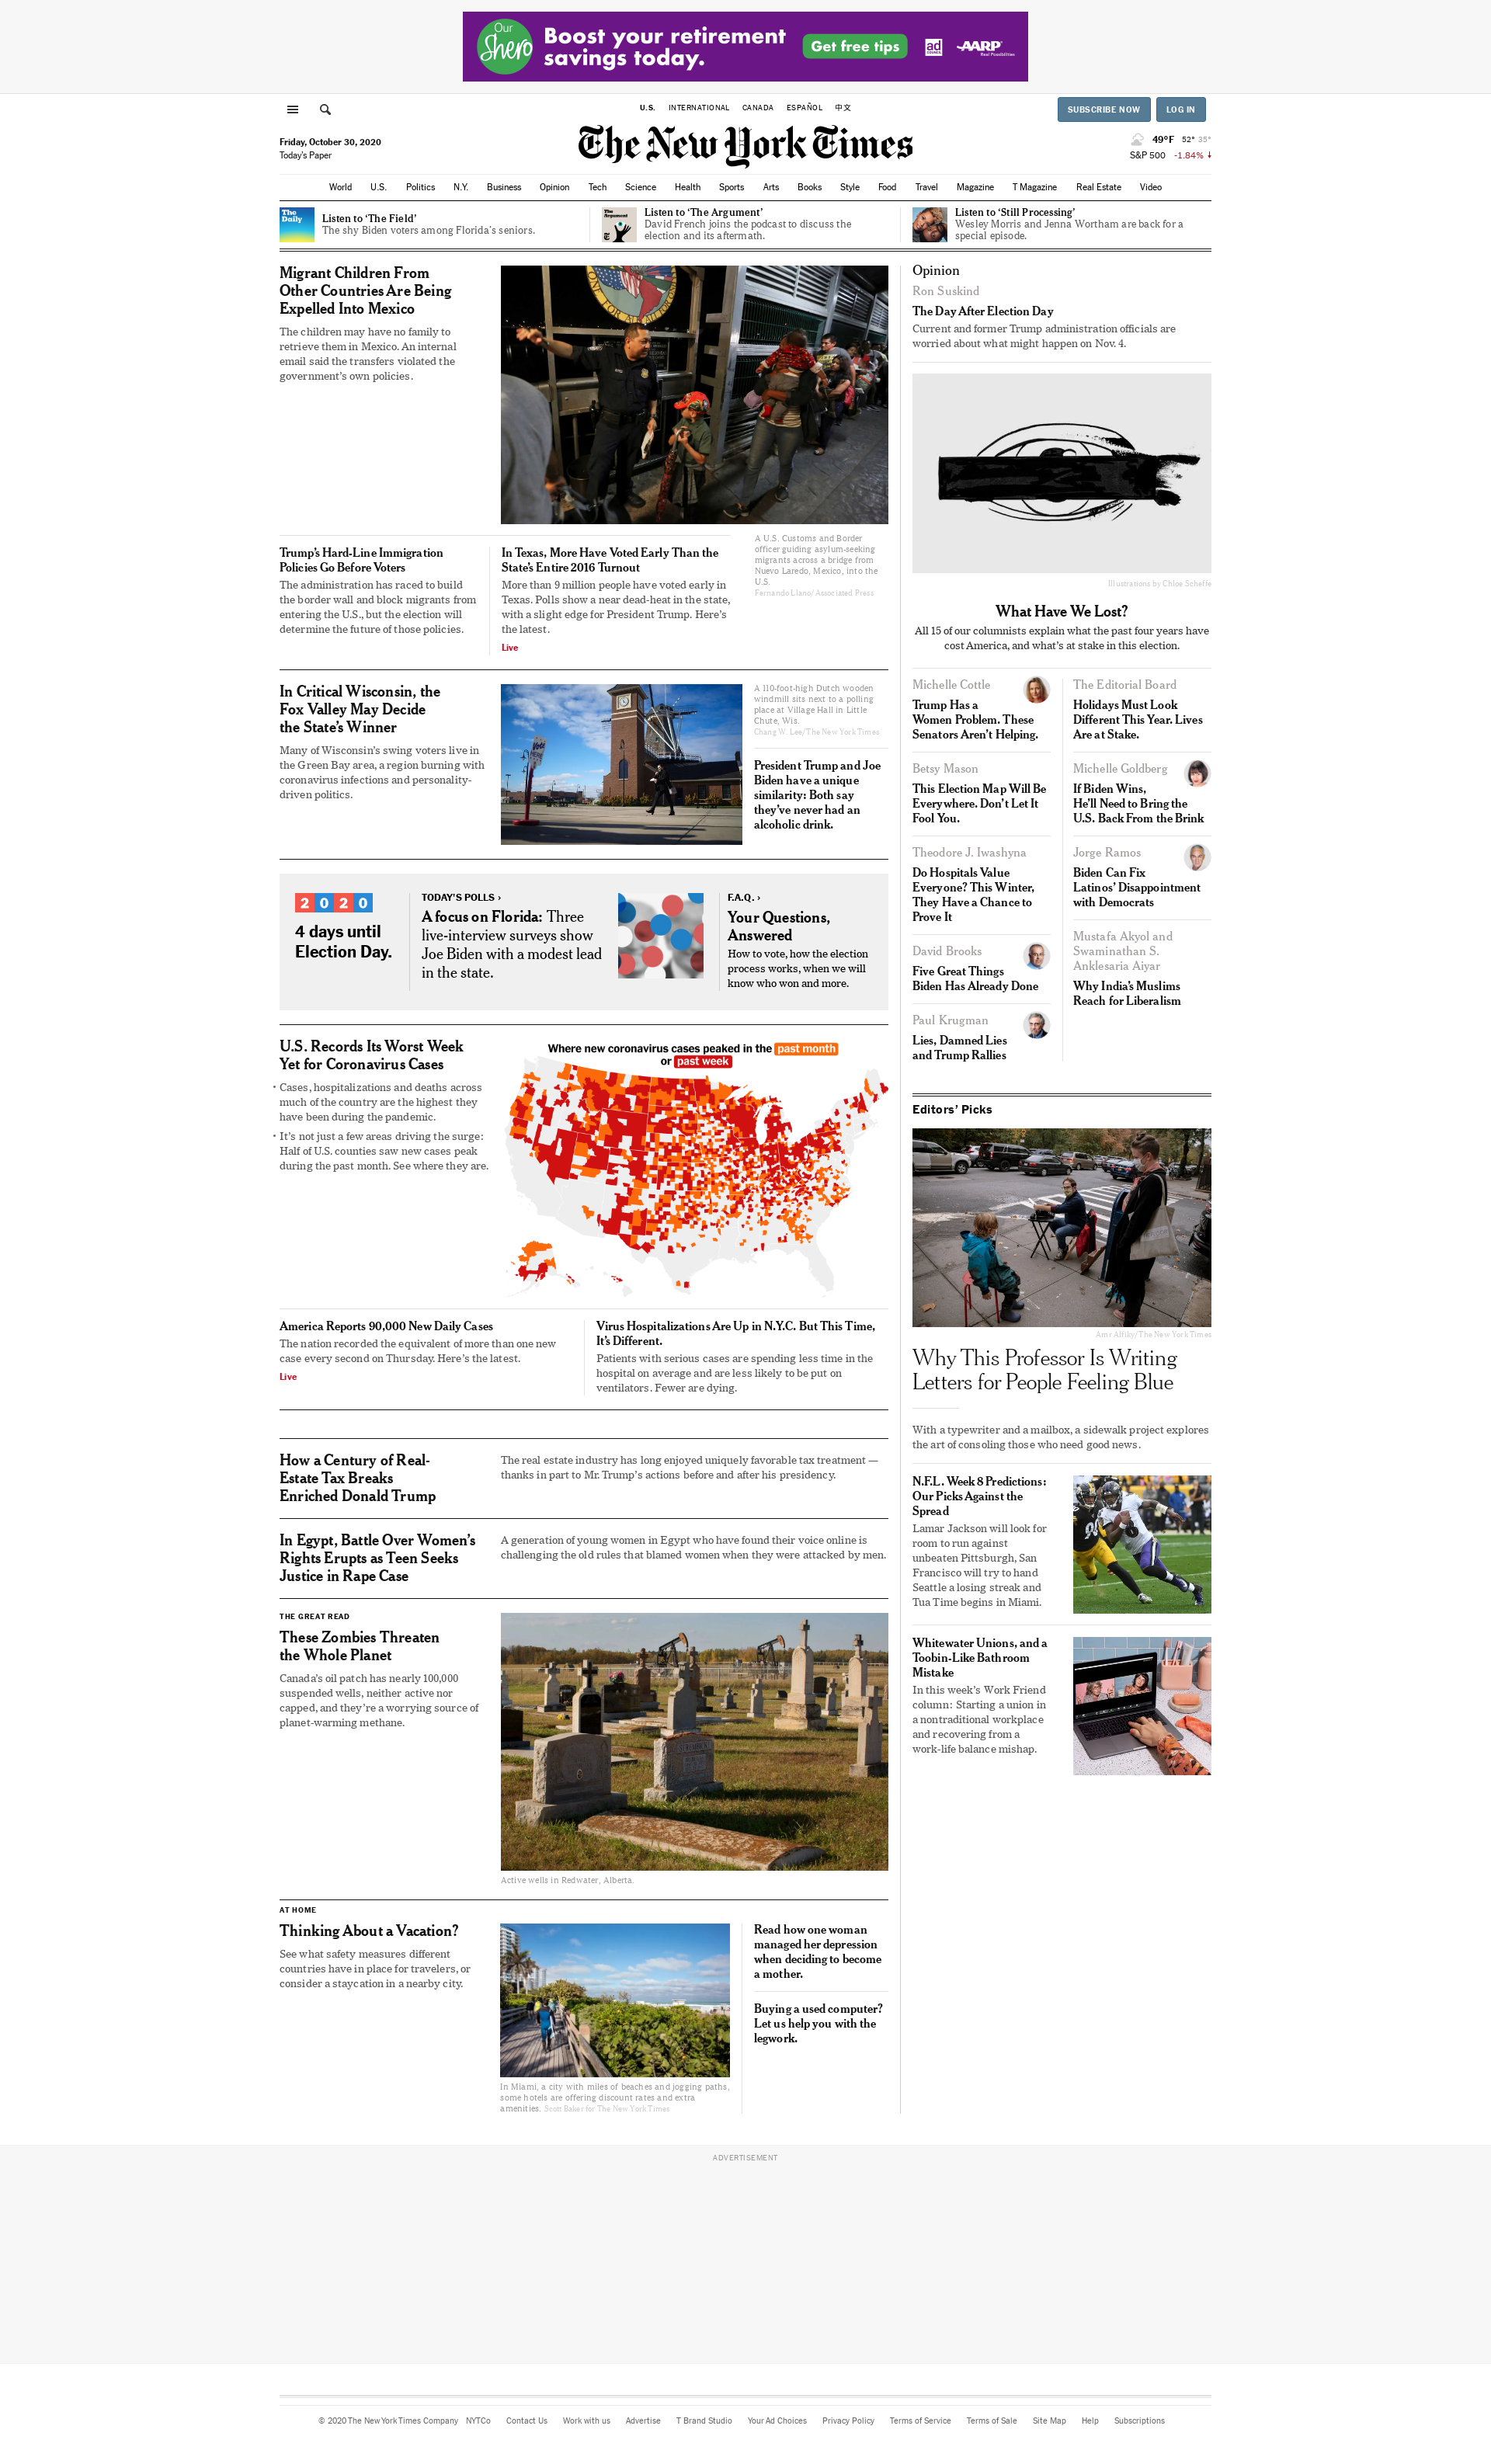 Our
Shero
Boost your retirement
savings today.
Get free tips
ad
AARP
Real Possibilities
U.S. INTERNATIONAL CANADA ESPAÑOL 中文
SUBSCRIBE NOW LOG IN
Friday, October 30, 2020
Today's Paper
The New York Times
49°F 52° 35°
S&P 500 -1.84% ↓
World U.S. Politics N.Y. Business Opinion Tech Science Health Sports Arts Books Style Food Travel Magazine T Magazine Real Estate Video
The
Daily
Listen to ‘The Field’
The shy Biden voters among Florida's seniors.
The
Argument
Listen to ‘The Argument’
David French joins the podcast to discuss the
election and its aftermath.
Listen to ‘Still Processing’
Wesley Morris and Jenna Wortham are back for a
special episode.
Migrant Children From
Other Countries Are Being
Expelled Into Mexico
The children may have no family to
retrieve them in Mexico. An internal
email said the transfers violated the
government’s own policies.
A U.S. Customs and Border
officer guiding asylum-seeking
migrants across a bridge from
Nuevo Laredo, Mexico, into the
U.S.
Fernando Llano/Associated Press
Trump’s Hard-Line Immigration
Policies Go Before Voters
The administration has raced to build
the border wall and block migrants from
entering the U.S., but the election will
determine the future of those policies.
In Texas, More Have Voted Early Than the
State’s Entire 2016 Turnout
More than 9 million people have voted early in
Texas. Polls show a near dead-heat in the state,
with a slight edge for President Trump. Here’s
the latest.
Live
In Critical Wisconsin, the
Fox Valley May Decide
the State’s Winner
Many of Wisconsin’s swing voters live in
the Green Bay area, a region burning with
coronavirus infections and personality-
driven politics.
A 110-foot-high Dutch wooden
windmill sits next to a polling
place at Village Hall in Little
Chute, Wis.
Chang W. Lee/The New York Times
President Trump and Joe
Biden have a unique
similarity: Both say
they’ve never had an
alcoholic drink.
2020
4 days until
Election Day.
TODAY’S POLLS ›
A focus on Florida: Three
live-interview surveys show
Joe Biden with a modest lead
in the state.
F.A.Q. ›
Your Questions,
Answered
How to vote, how the election
process works, when we will
know who won and more.
U.S. Records Its Worst Week
Yet for Coronavirus Cases
• Cases, hospitalizations and deaths across
much of the country are the highest they
have been during the pandemic.
• It’s not just a few areas driving the surge:
Half of U.S. counties saw new cases peak
during the past month. See where they are.
Where new coronavirus cases peaked in the past month
or past week
America Reports 90,000 New Daily Cases
The nation recorded the equivalent of more than one new
case every second on Thursday. Here’s the latest.
Live
Virus Hospitalizations Are Up in N.Y.C. But This Time,
It’s Different.
Patients with serious cases are spending less time in the
hospital on average and are less likely to be put on
ventilators. Fewer are dying.
How a Century of Real-
Estate Tax Breaks
Enriched Donald Trump
The real estate industry has long enjoyed uniquely favorable tax treatment —
thanks in part to Mr. Trump’s actions before and after his presidency.
In Egypt, Battle Over Women’s
Rights Erupts as Teen Seeks
Justice in Rape Case
A generation of young women in Egypt who have found their voice online is
challenging the old rules that blamed women when they were attacked by men.
THE GREAT READ
These Zombies Threaten
the Whole Planet
Canada’s oil patch has nearly 100,000
suspended wells, neither active nor
capped, and they’re a worrying source of
planet-warming methane.
Active wells in Redwater, Alberta.
AT HOME
Thinking About a Vacation?
See what safety measures different
countries have in place for travelers, or
consider a staycation in a nearby city.
In Miami, a city with miles of beaches and jogging paths,
some hotels are offering discount rates and extra
amenities. Scott Baker for The New York Times
Read how one woman
managed her depression
when deciding to become
a mother.
Buying a used computer?
Let us help you with the
legwork.
Opinion
Ron Suskind
The Day After Election Day
Current and former Trump administration officials are
worried about what might happen on Nov. 4.
Illustrations by Chloe Scheffe
What Have We Lost?
All 15 of our columnists explain what the past four years have
cost America, and what’s at stake in this election.
Michelle Cottle
Trump Has a
Women Problem. These
Senators Aren’t Helping.
Betsy Mason
This Election Map Will Be
Everywhere. Don’t Let It
Fool You.
Theodore J. Iwashyna
Do Hospitals Value
Everyone? This Winter,
They Have a Chance to
Prove It
David Brooks
Five Great Things
Biden Has Already Done
Paul Krugman
Lies, Damned Lies
and Trump Rallies
The Editorial Board
Holidays Must Look
Different This Year. Lives
Are at Stake.
Michelle Goldberg
If Biden Wins,
He’ll Need to Bring the
U.S. Back From the Brink
Jorge Ramos
Biden Can Fix
Latinos’ Disappointment
with Democrats
Mustafa Akyol and
Swaminathan S.
Anklesaria Aiyar
Why India’s Muslims
Reach for Liberalism
Editors’ Picks
Amr Alfiky/The New York Times
Why This Professor Is Writing
Letters for People Feeling Blue
With a typewriter and a mailbox, a sidewalk project explores
the art of consoling those who need good news.
N.F.L. Week 8 Predictions:
Our Picks Against the
Spread
Lamar Jackson will look for
room to run against
unbeaten Pittsburgh, San
Francisco will try to hand
Seattle a losing streak and
Tua Time begins in Miami.
Whitewater Unions, and a
Toobin-Like Bathroom
Mistake
In this week’s Work Friend
column: Starting a union in
a nontraditional workplace
and recovering from a
work-life balance mishap.
ADVERTISEMENT
© 2020 The New York Times Company NYTCo Contact Us Work with us Advertise T Brand Studio Your Ad Choices Privacy Policy Terms of Service Terms of Sale Site Map Help Subscriptions